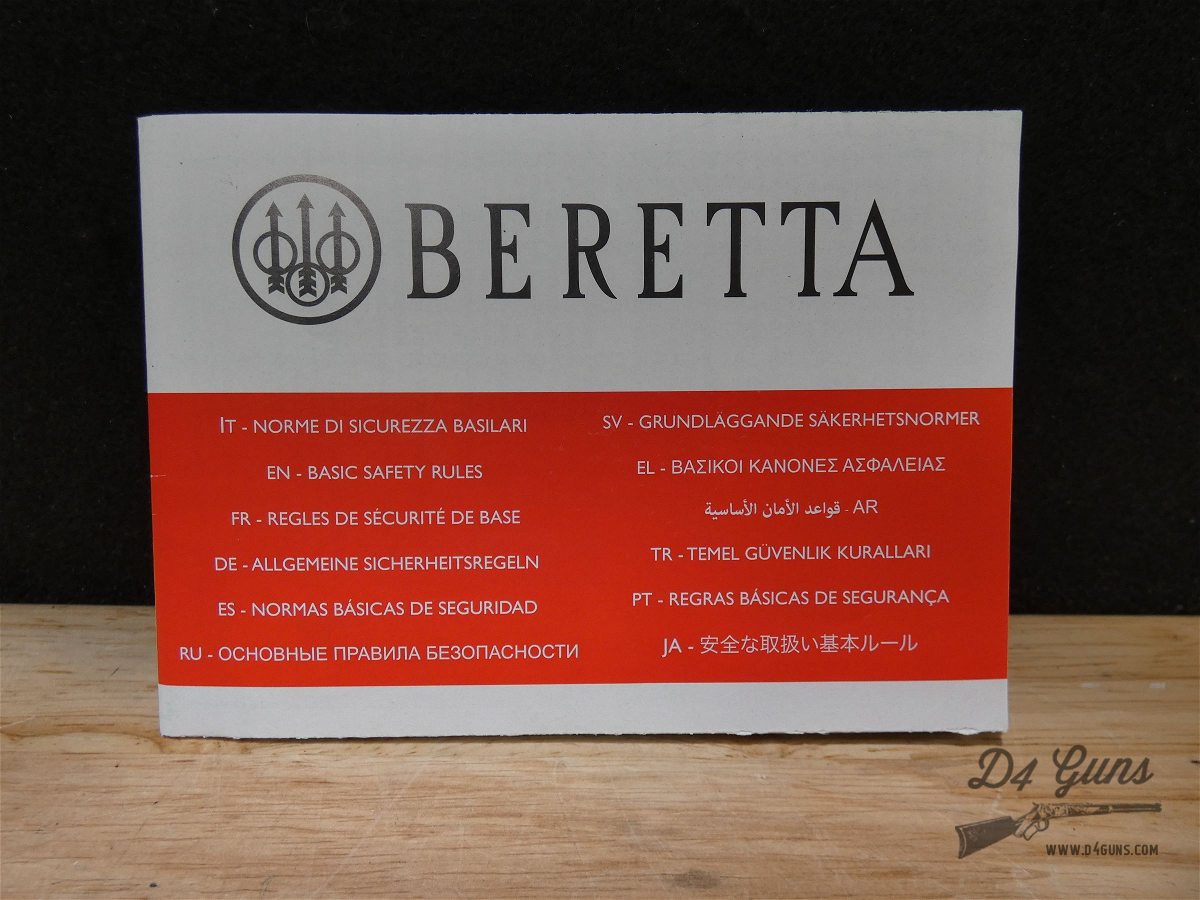 BERETTA
IT - NORME DI SICUREZZA BASILARI
EN - BASIC SAFETY RULES
FR - REGLES DE SÉCURITÉ DE BASE
DE - ALLGEMEINE SICHERHEITSREGELN
ES - NORMAS BÁSICAS DE SEGURIDAD
RU - ОСНОВНЫЕ ПРАВИЛА БЕЗОПАСНОСТИ
SV - GRUNDLÄGGANDE SÄKERHETSNORMER
EL - ΒΑΣΙΚΟΙ ΚΑΝΟΝΕΣ ΑΣΦΑΛΕΙΑΣ
AR - قواعد الأمان الأساسية
TR - TEMEL GÜVENLIK KURALLARI
PT - REGRAS BÁSICAS DE SEGURANÇA
JA - 安全な取扱い基本ルール
D4 Guns
WWW.D4GUNS.COM